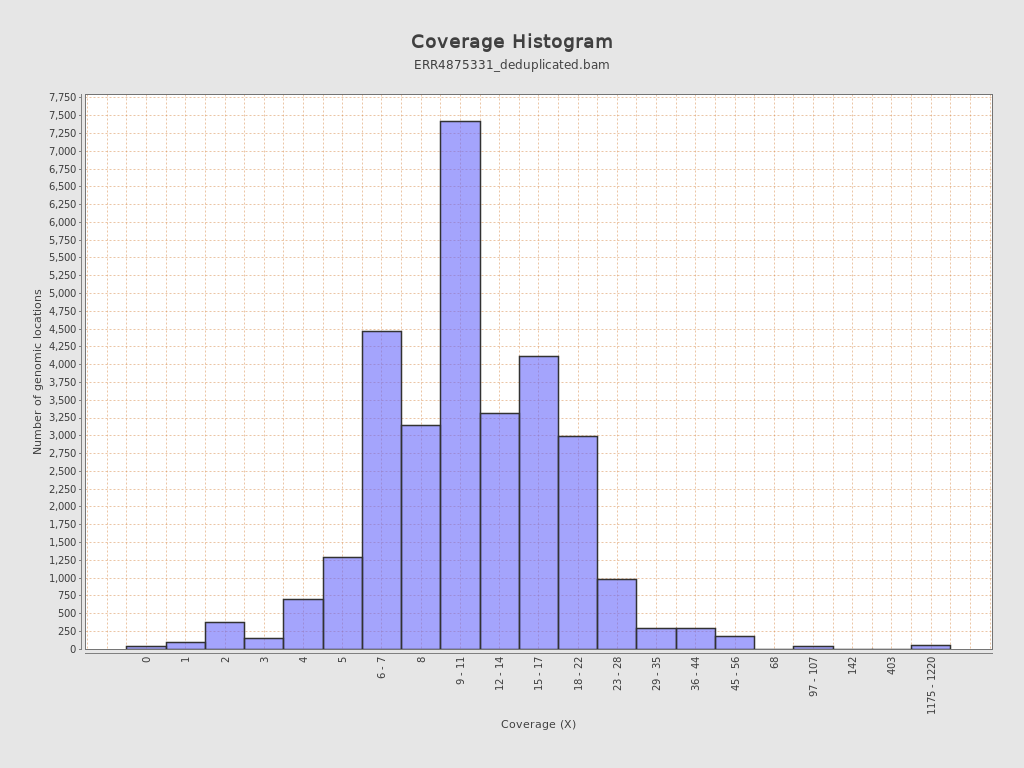 Coverage Histogram
ERR4875331_deduplicated.bam
Number of genomic locations
7,750
7,500
7,250
7,000
6,750
6,500
6,250
6,000
5,750
5,500
5,250
5,000
4,750
4,500
4,250
4,000
3,750
3,500
3,250
3,000
2,750
2,500
2,250
2,000
1,750
1,500
1,250
1,000
750
500
250
0
0
1
2
3
4
5
6 - 7
8
9 - 11
12 - 14
15 - 17
18 - 22
23 - 28
29 - 35
36 - 44
45 - 56
68
97 - 107
142
403
1175 - 1220
Coverage (X)